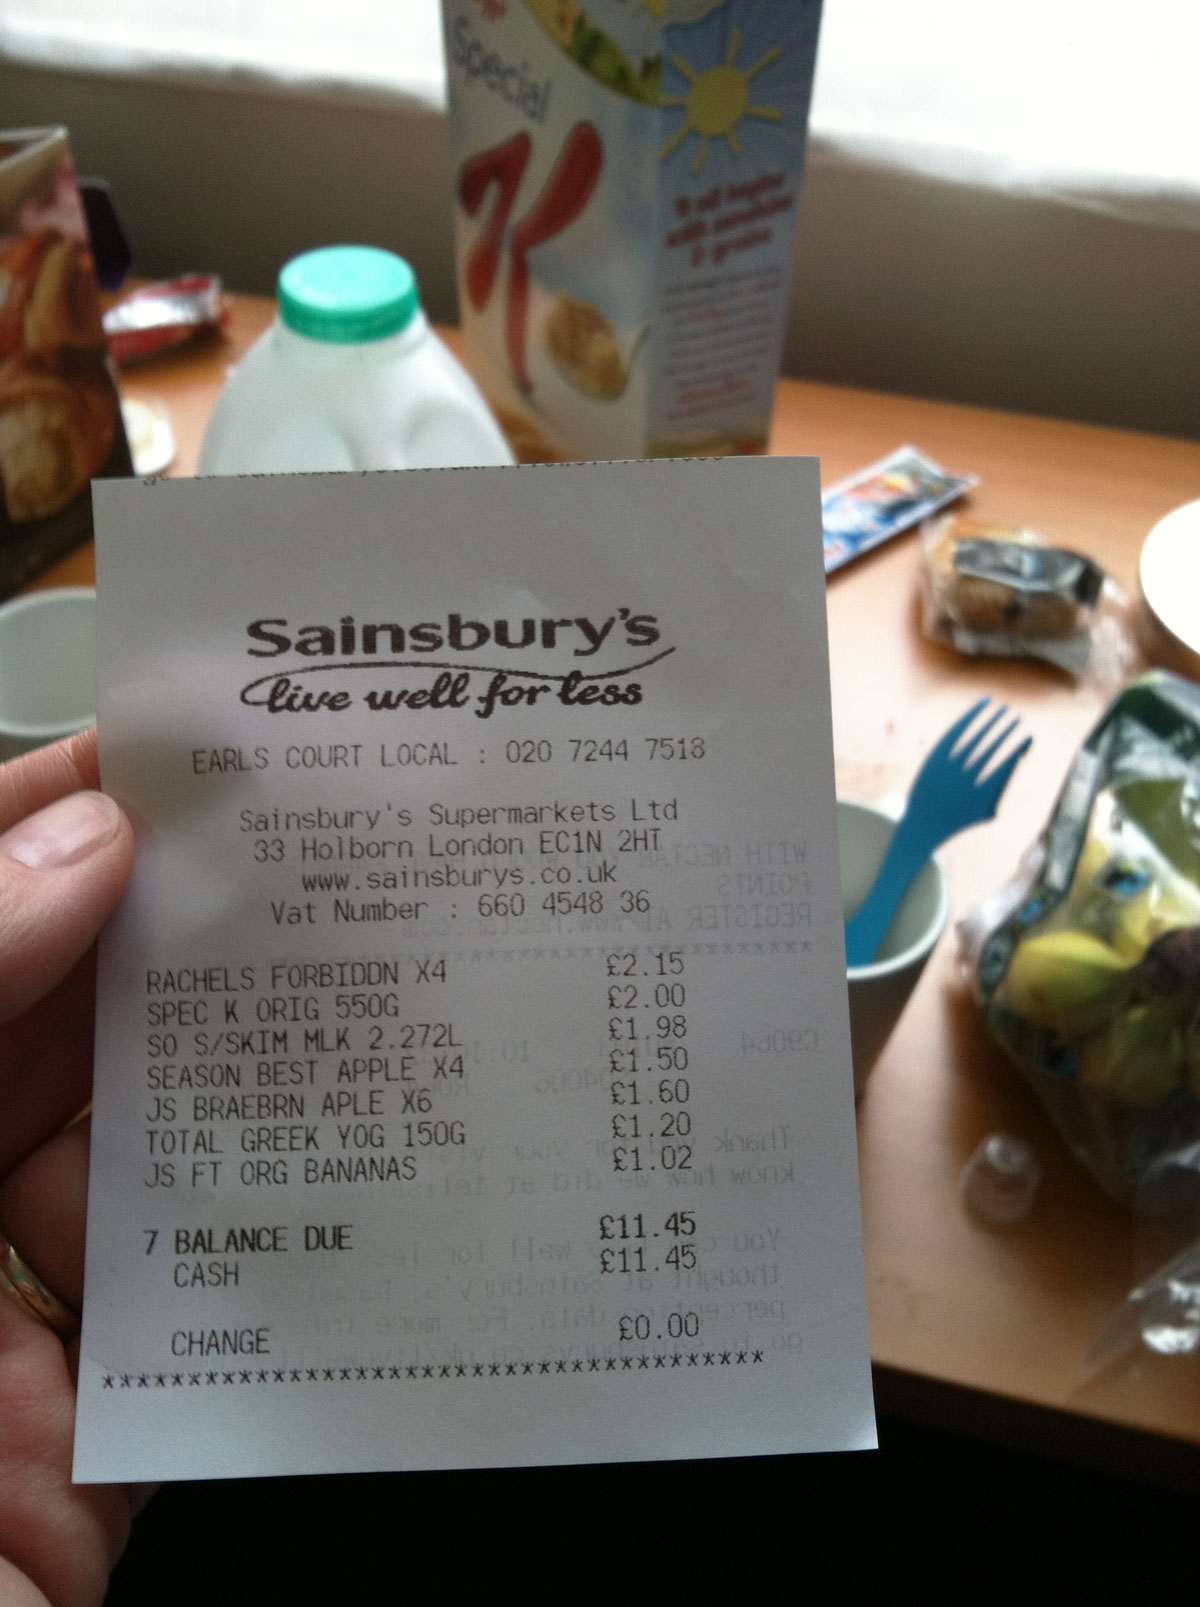 Special
K
Sainsbury's
live well for less
EARLS COURT LOCAL : 020 7244 7518
Sainsbury's Supermarkets Ltd
33 Holborn London EC1N 2HT
www.sainsburys.co.uk
Vat Number : 660 4548 36
****************************************
RACHELS FORBIDDN X4 £2.15
SPEC K ORIG 550G £2.00
SO S/SKIM MLK 2.272L £1.98
SEASON BEST APPLE X4 £1.50
JS BRAEBRN APLE X6 £1.60
TOTAL GREEK YOG 150G £1.20
JS FT ORG BANANAS £1.02
7 BALANCE DUE £11.45
CASH £11.45
CHANGE £0.00
****************************************